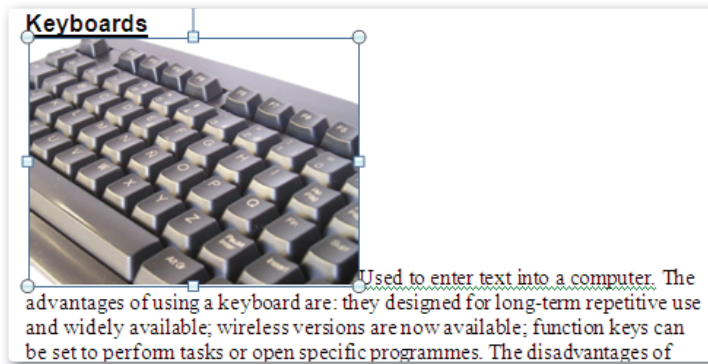 Keyboards
Used to enter text into a computer. The
advantages of using a keyboard are: they designed for long-term repetitive use
and widely available; wireless versions are now available; function keys can
be set to perform tasks or open specific programmes. The disadvantages of